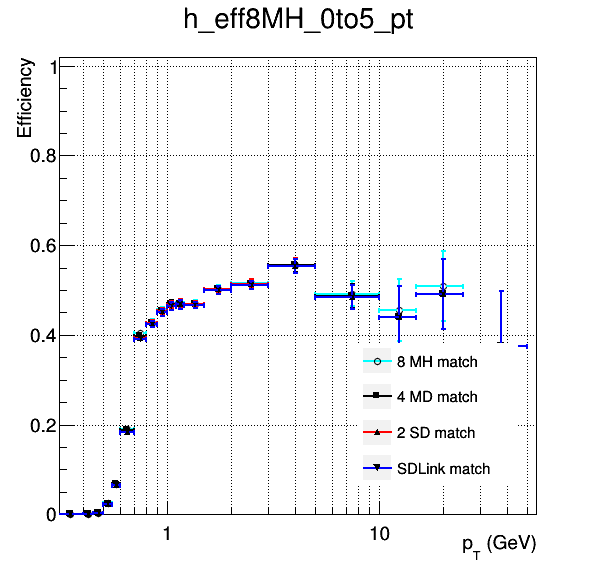 h_eff8MH_0to5_pt
Efficiency
1
0.8
0.6
0.4
0.2
0
8 MH match
4 MD match
2 SD match
SDLink match
1
10
p_T (GeV)